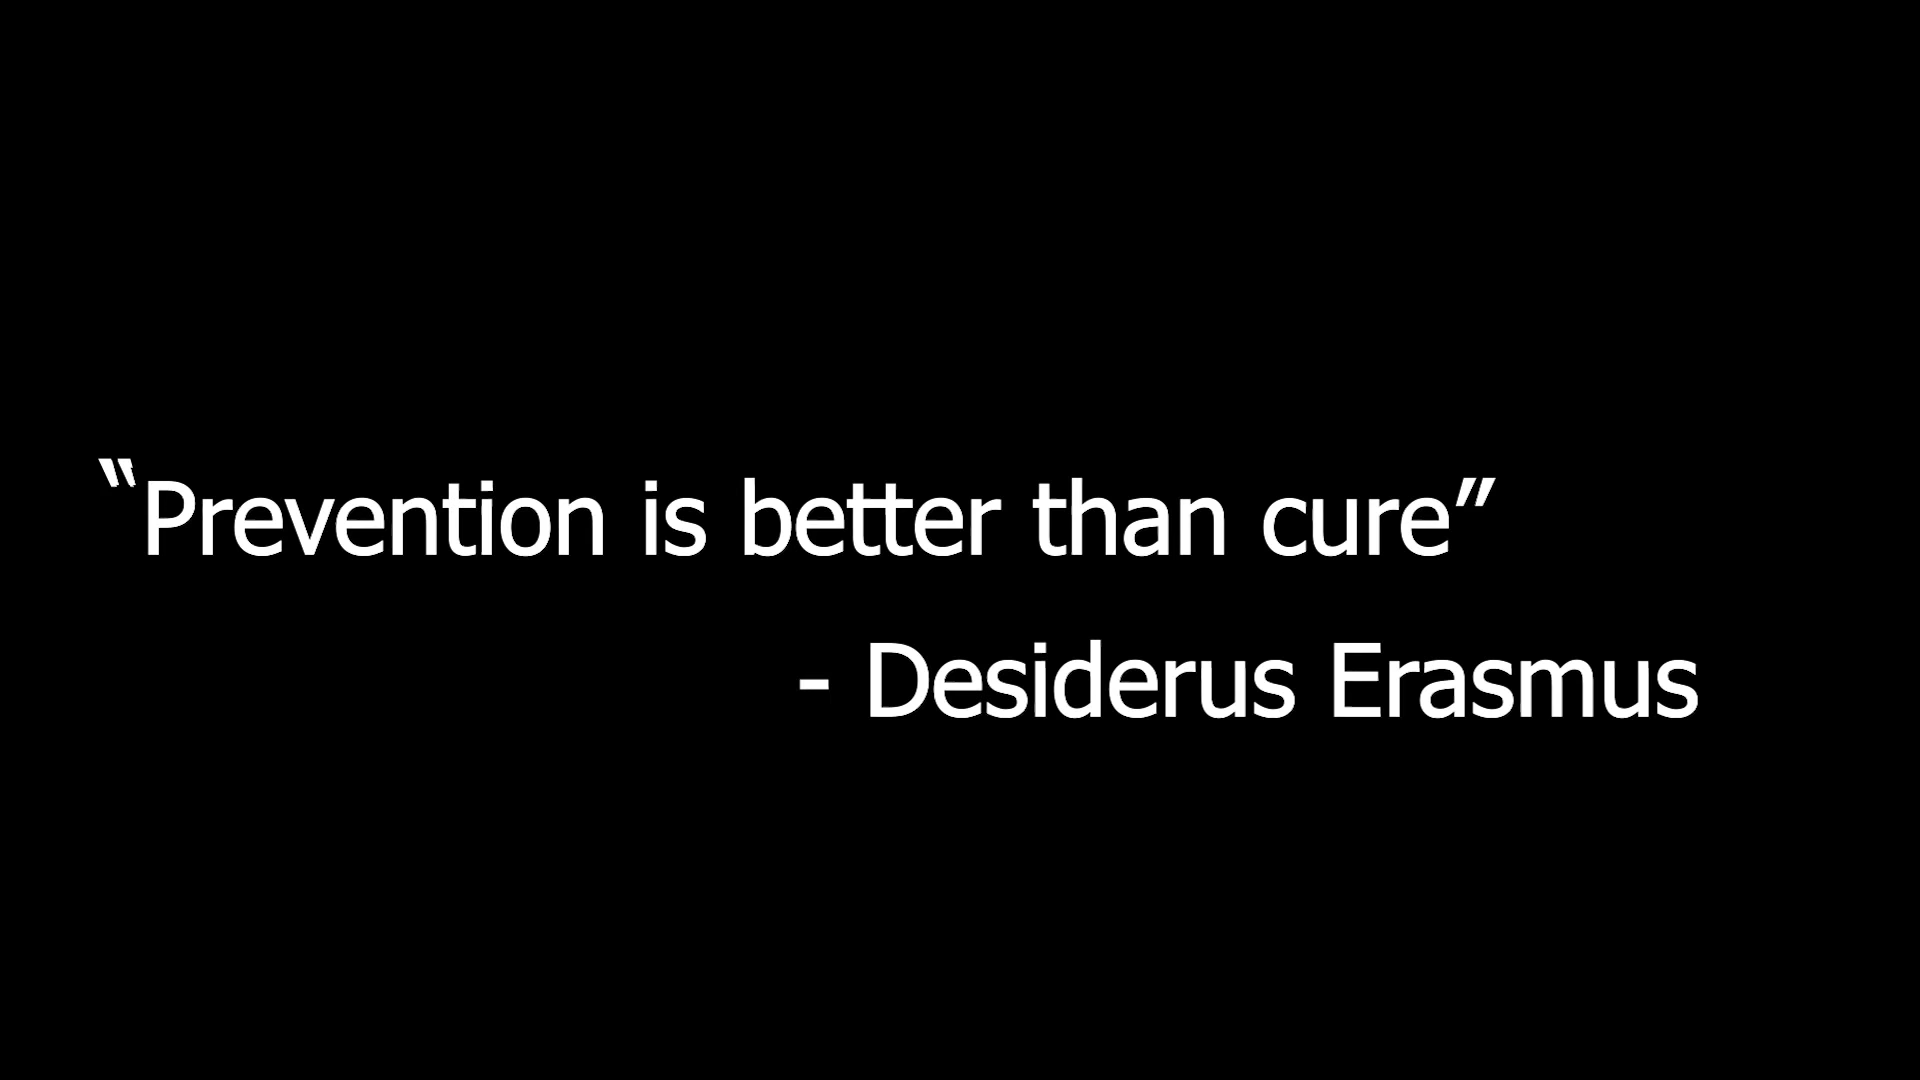 “Prevention is better than cure”
- Desiderus Erasmus